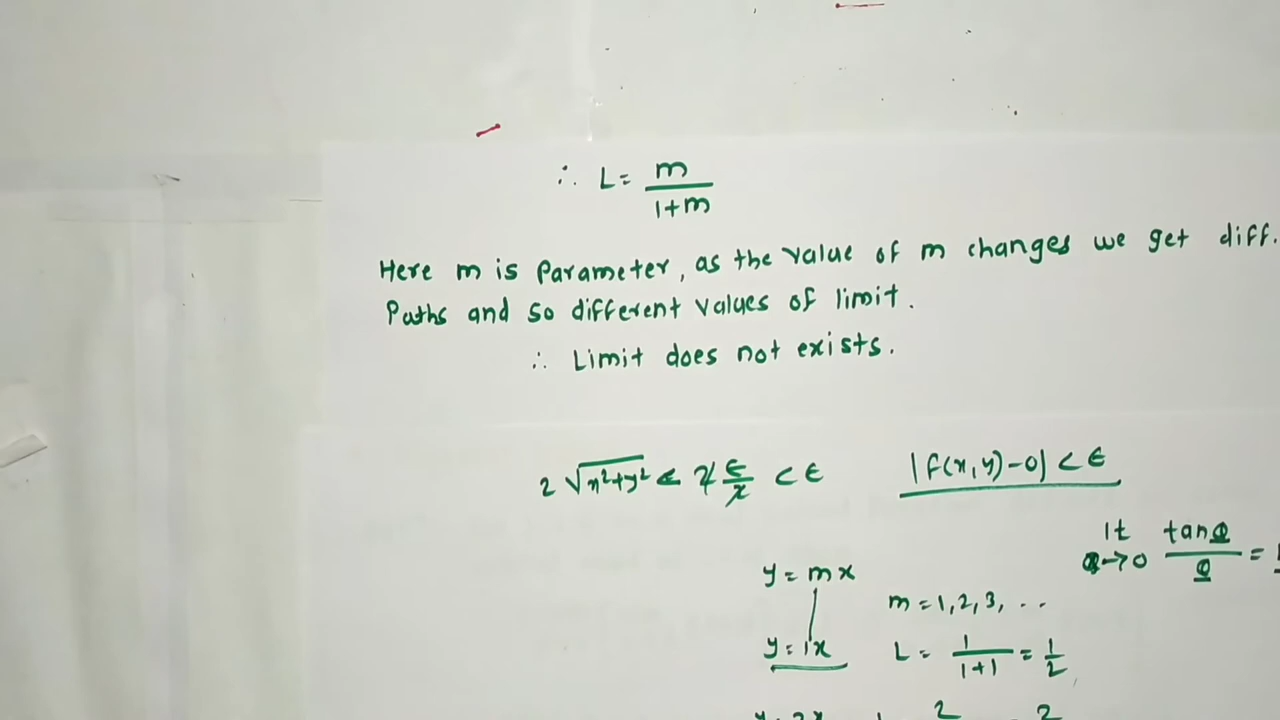 ∴ L = m/(1+m)
Here m is Parameter, as the value of m changes we get diff.
Paths and so different values of limit.
∴ Limit does not exists.
2 √(x²+y²) < 2 ε/2 < ε |f(x,y)-0| < ε
lt θ→0 tanθ/θ =
y = mx
m = 1,2,3, ..
y = 1x L = 1/(1+1) = 1/2
y = 2x